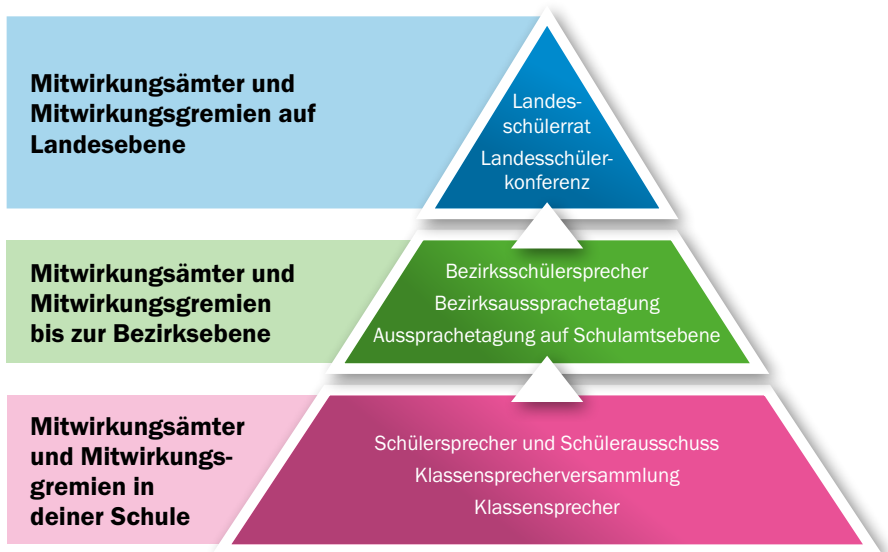 Mitwirkungsämter und
Mitwirkungsgremien auf
Landesebene
Landes-
schülerrat
Landesschüler-
konferenz
Mitwirkungsämter und
Mitwirkungsgremien
bis zur Bezirksebene
Bezirksschülersprecher
Bezirksaussprachetagung
Aussprachetagung auf Schulamtsebene
Mitwirkungsämter
und Mitwirkungs-
gremien in
deiner Schule
Schülersprecher und Schülerausschuss
Klassensprecherversammlung
Klassensprecher